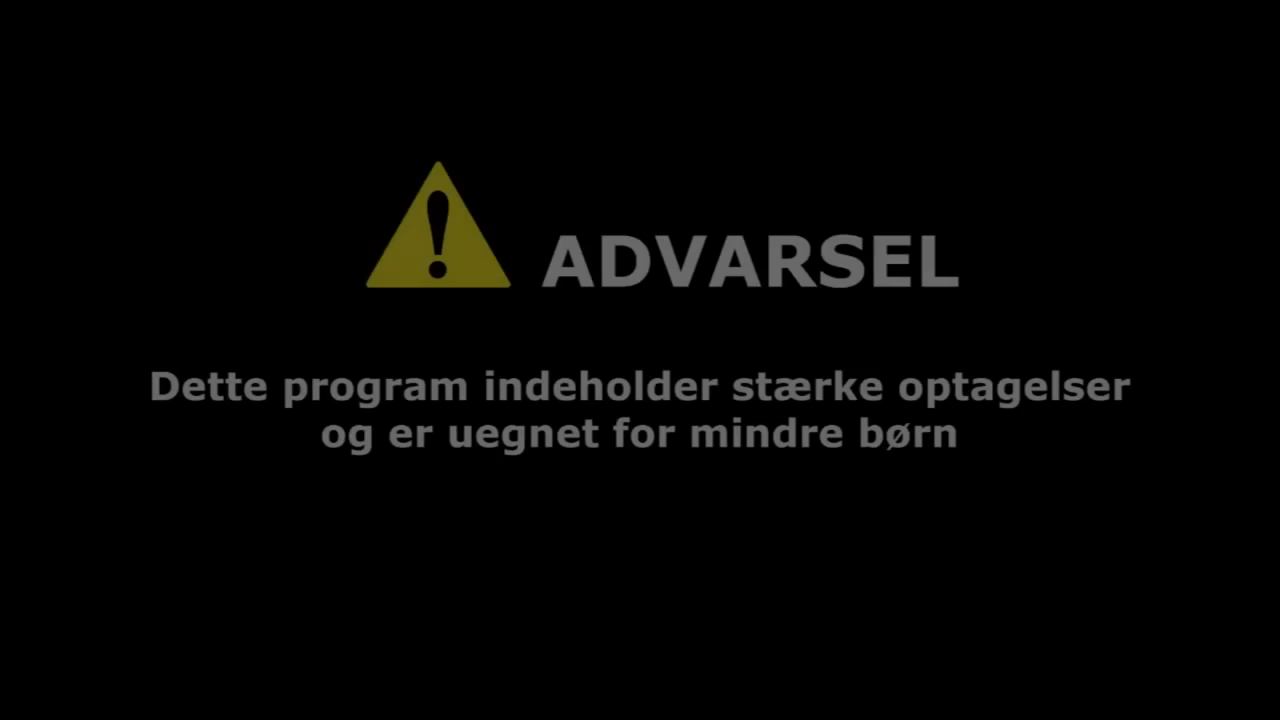 ADVARSEL
Dette program indeholder stærke optagelser
og er uegnet for mindre børn